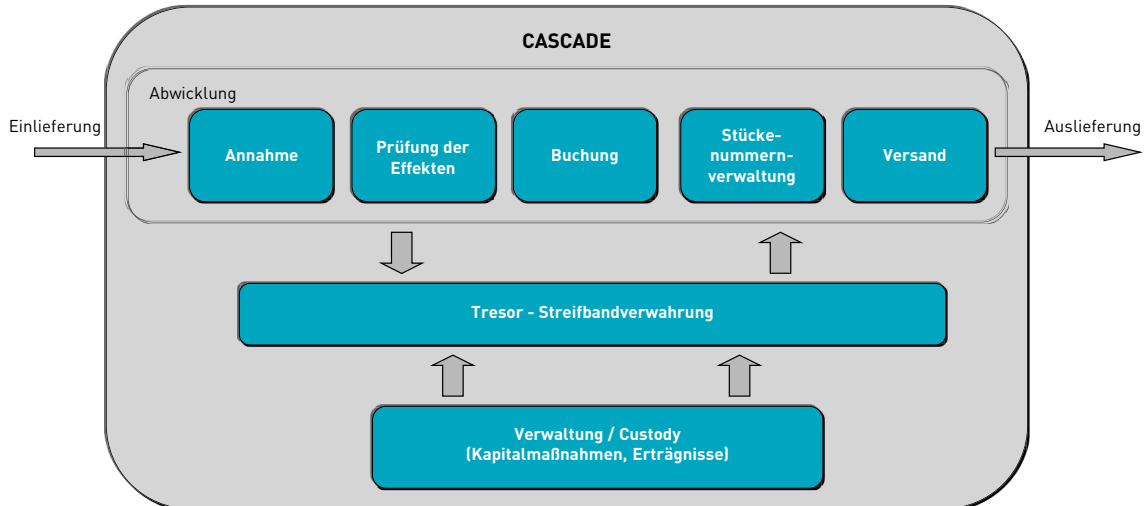 CASCADE
Abwicklung
Einlieferung
Annahme
Prüfung der
Effekten
Buchung
Stücke-
nummern-
verwaltung
Versand
Auslieferung
Tresor - Streifbandverwahrung
Verwaltung / Custody
(Kapitalmaßnahmen, Erträgnisse)